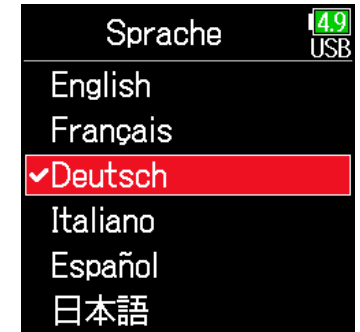 Sprache
4.9
USB
English
Français
✓Deutsch
Italiano
Español
日本語